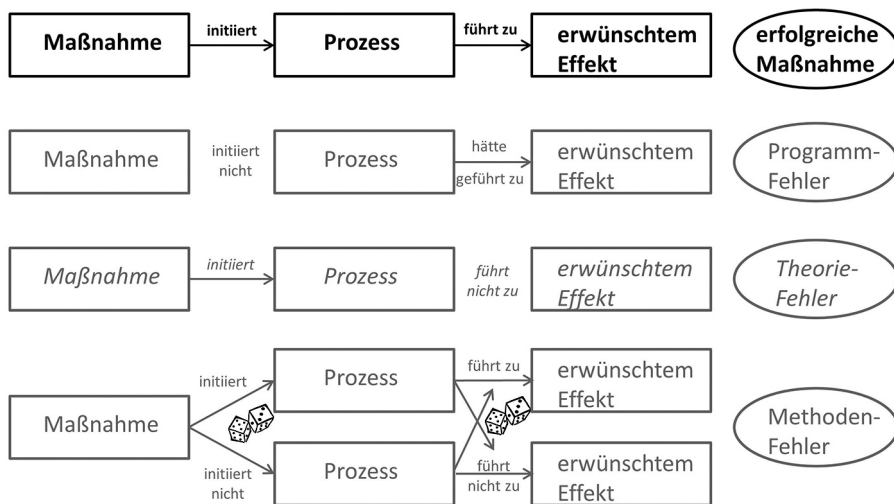 Maßnahme
initiiert
Prozess
führt zu
erwünschtem
Effekt
erfolgreiche
Maßnahme
Maßnahme
initiiert
nicht
Prozess
hätte
geführt zu
erwünschtem
Effekt
Programm-
Fehler
Maßnahme
initiiert
Prozess
führt
nicht zu
erwünschtem
Effekt
Theorie-
Fehler
Maßnahme
initiiert
Prozess
führt zu
erwünschtem
Effekt
initiiert
nicht
Prozess
führt
nicht zu
erwünschtem
Effekt
Methoden-
Fehler